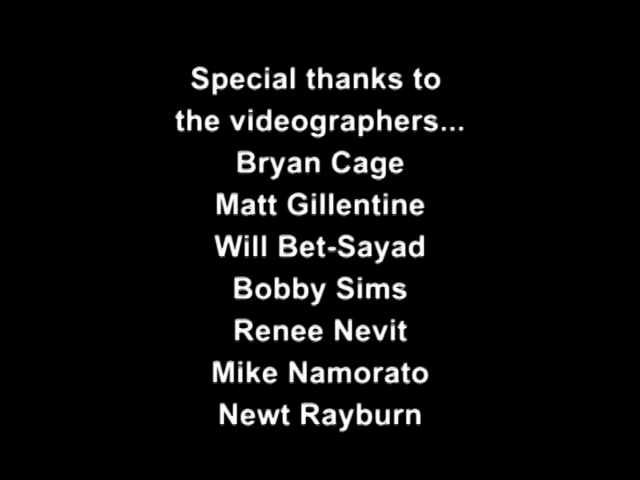 Special thanks to
the videographers...
Bryan Cage
Matt Gillentine
Will Bet-Sayad
Bobby Sims
Renee Nevit
Mike Namorato
Newt Rayburn